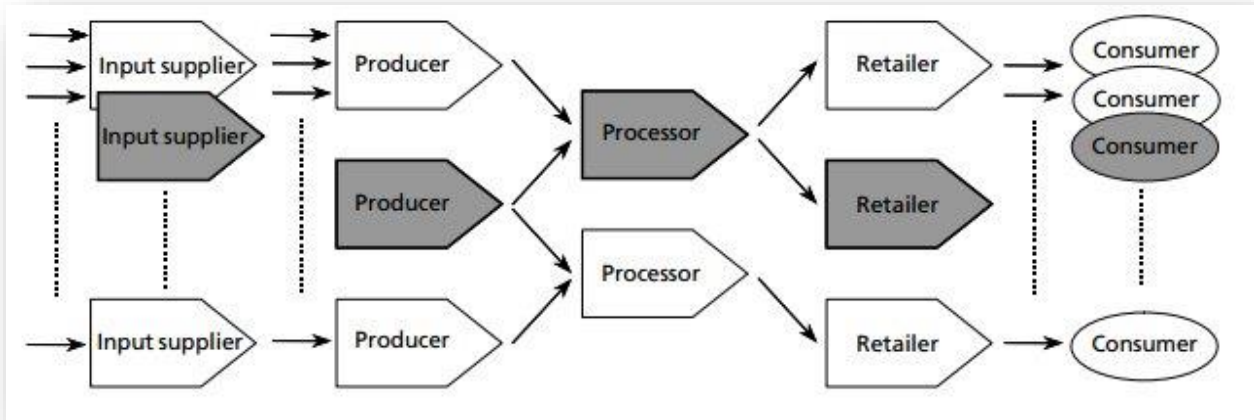 Input supplier
Producer
Retailer
Consumer
Consumer
Input supplier
Processor
Consumer
Producer
Retailer
Processor
Input supplier
Producer
Retailer
Consumer